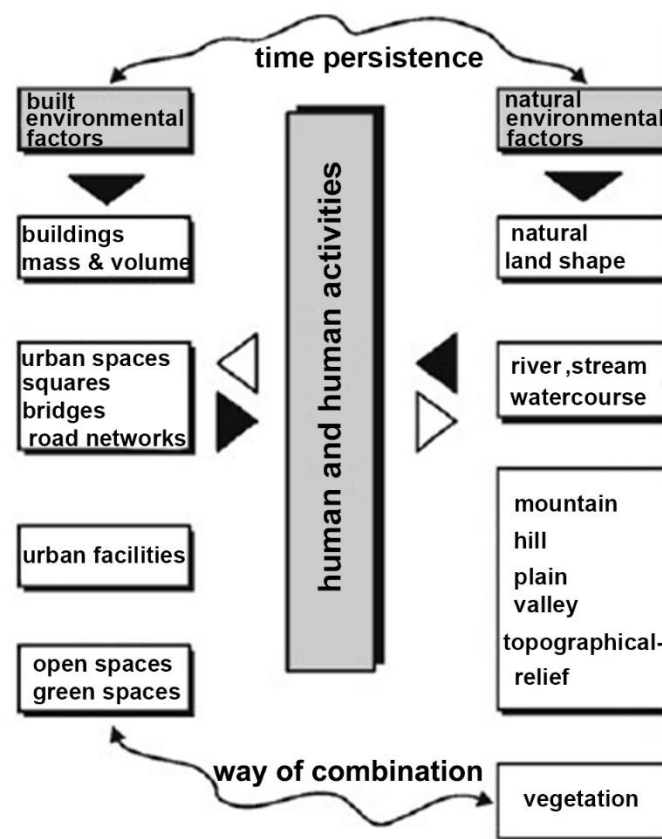 time persistence
built
environmental
factors
natural
environmental
factors
human and human activities
buildings
mass & volume
natural
land shape
urban spaces
squares
bridges
road networks
river ,stream
watercourse
urban facilities
mountain
hill
plain
valley
topographical-
relief
open spaces
green spaces
way of combination
vegetation